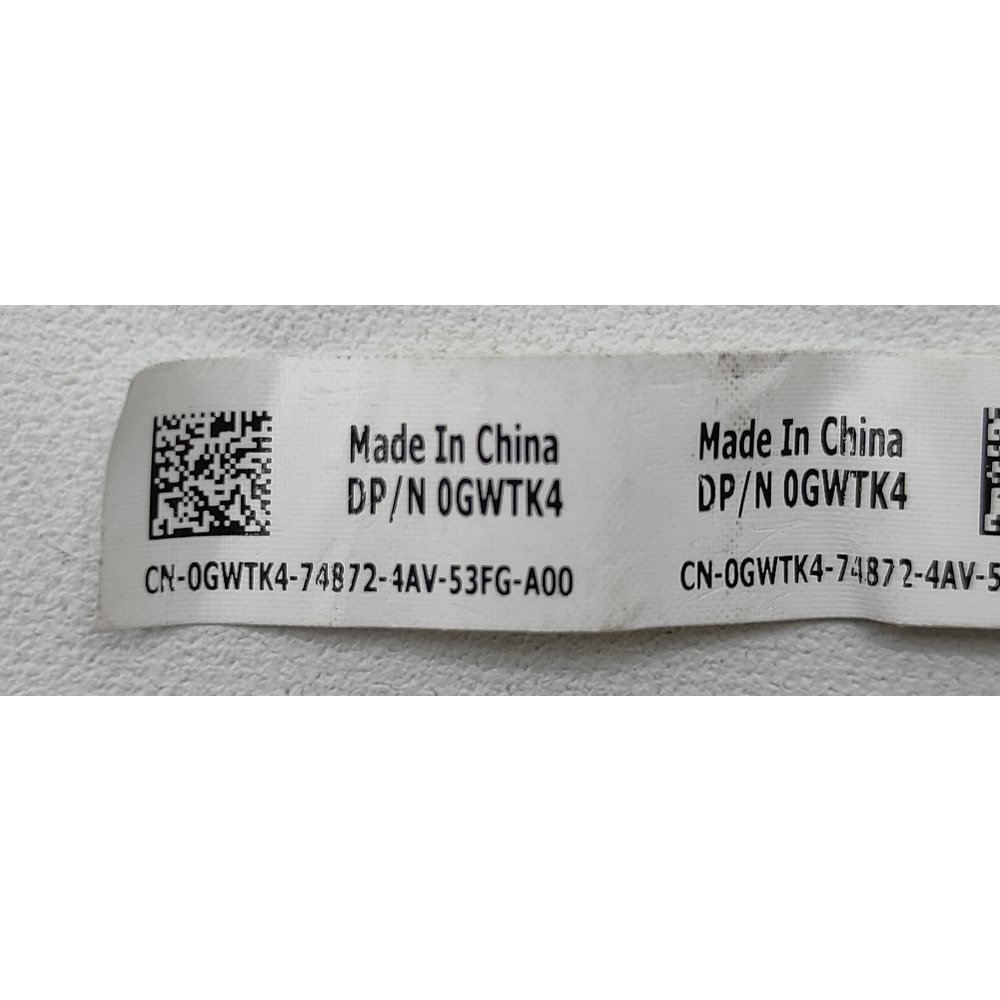 Made In China
DP/N 0GWTK4
CN-0GWTK4-74872-4AV-53FG-A00
Made In China
DP/N 0GWTK4
CN-0GWTK4-74872-4AV-5